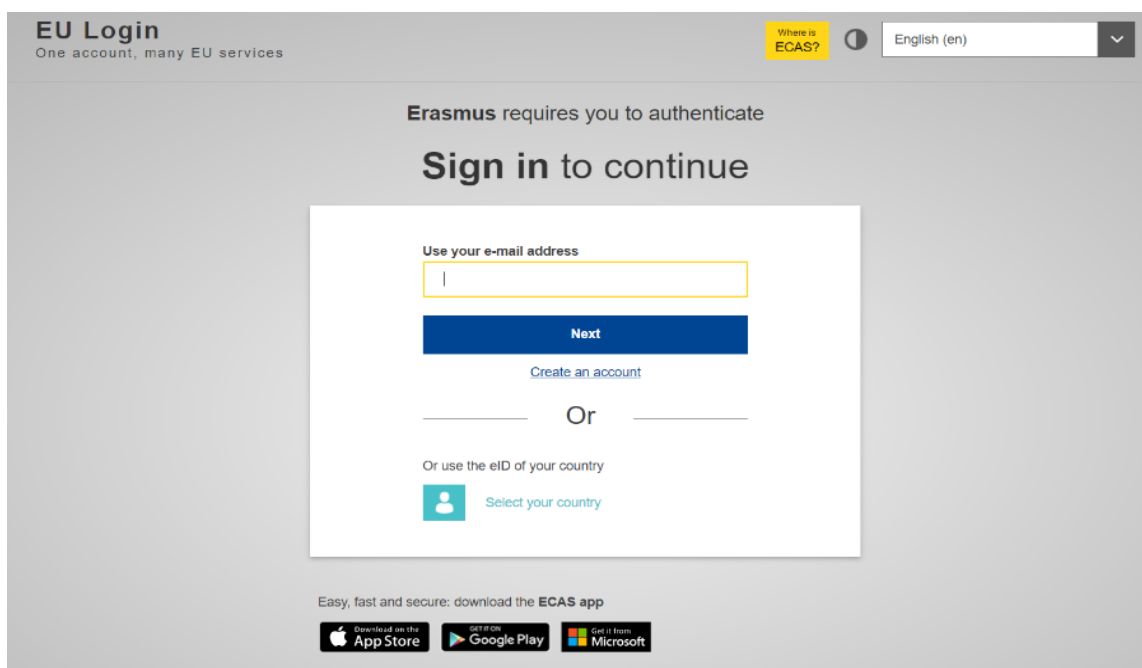 EU Login
One account, many EU services
Where is
ECAS?
English (en)
Erasmus requires you to authenticate
Sign in to continue
Use your e-mail address
Next
Create an account
Or
Or use the eID of your country
Select your country
Easy, fast and secure: download the ECAS app
Download on the
App Store
GET IT ON
Google Play
Get it from
Microsoft